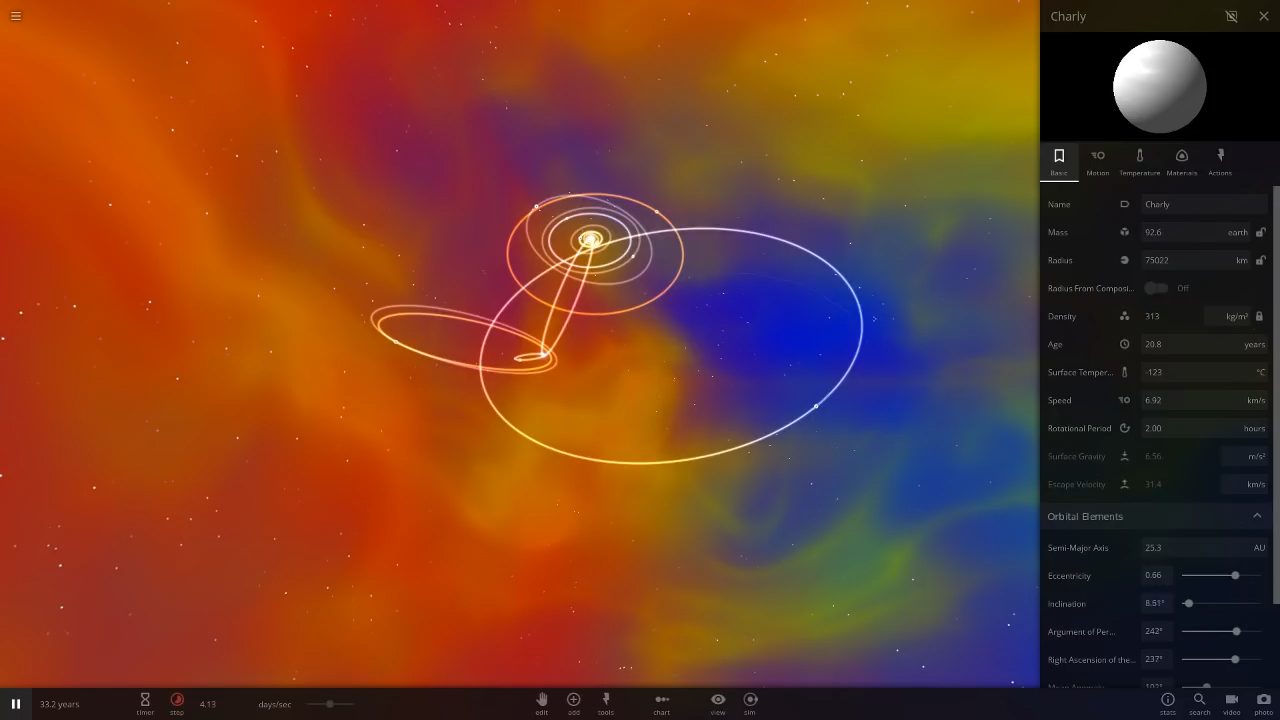 Charly
Basic Motion Temperature Materials Actions
Name Charly
Mass 92.6 earth
Radius 75022 km
Radius From Composi... Off
Density 313 kg/m³
Age 20.8 years
Surface Temper... -123 °C
Speed 6.92 km/s
Rotational Period 2.00 hours
Surface Gravity 6.56 m/s²
Escape Velocity 31.4 km/s
Orbital Elements
Semi-Major Axis 25.3 AU
Eccentricity 0.66
Inclination 8.61°
Argument of Per... 242°
Right Ascension of the... 237°
33.2 years timer step 4.13 days/sec edit add tools chart view sim stats search video photo